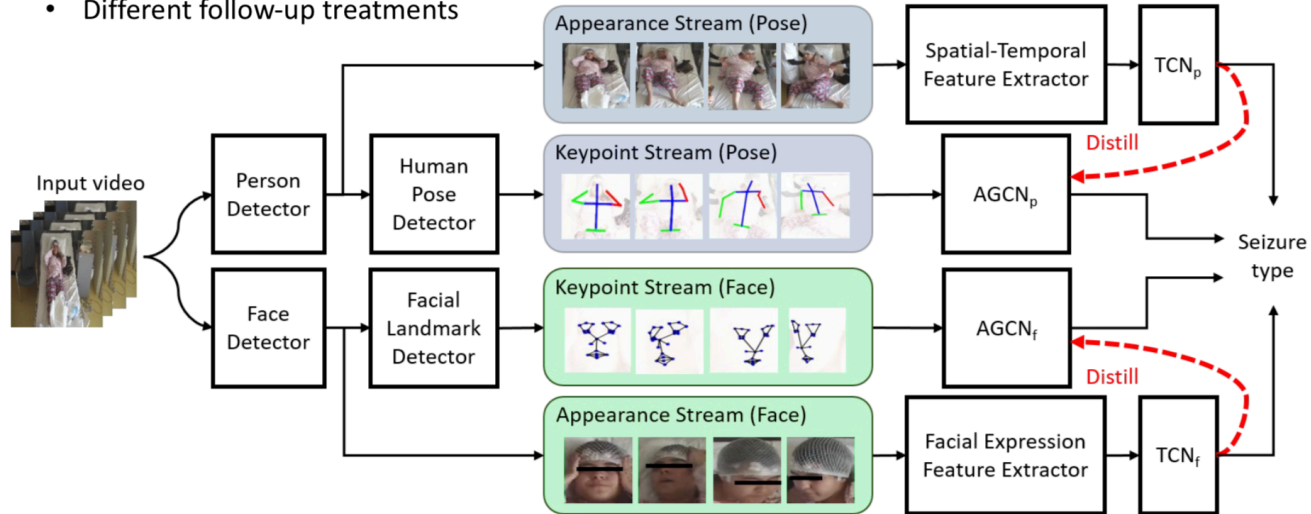 • Different follow-up treatments
Appearance Stream (Pose)
Spatial-Temporal
Feature Extractor
TCNp
Distill
Input video
Person
Detector
Human
Pose
Detector
Keypoint Stream (Pose)
AGCNp
Seizure
type
Face
Detector
Facial
Landmark
Detector
Keypoint Stream (Face)
AGCNf
Distill
Appearance Stream (Face)
Facial Expression
Feature Extractor
TCNf